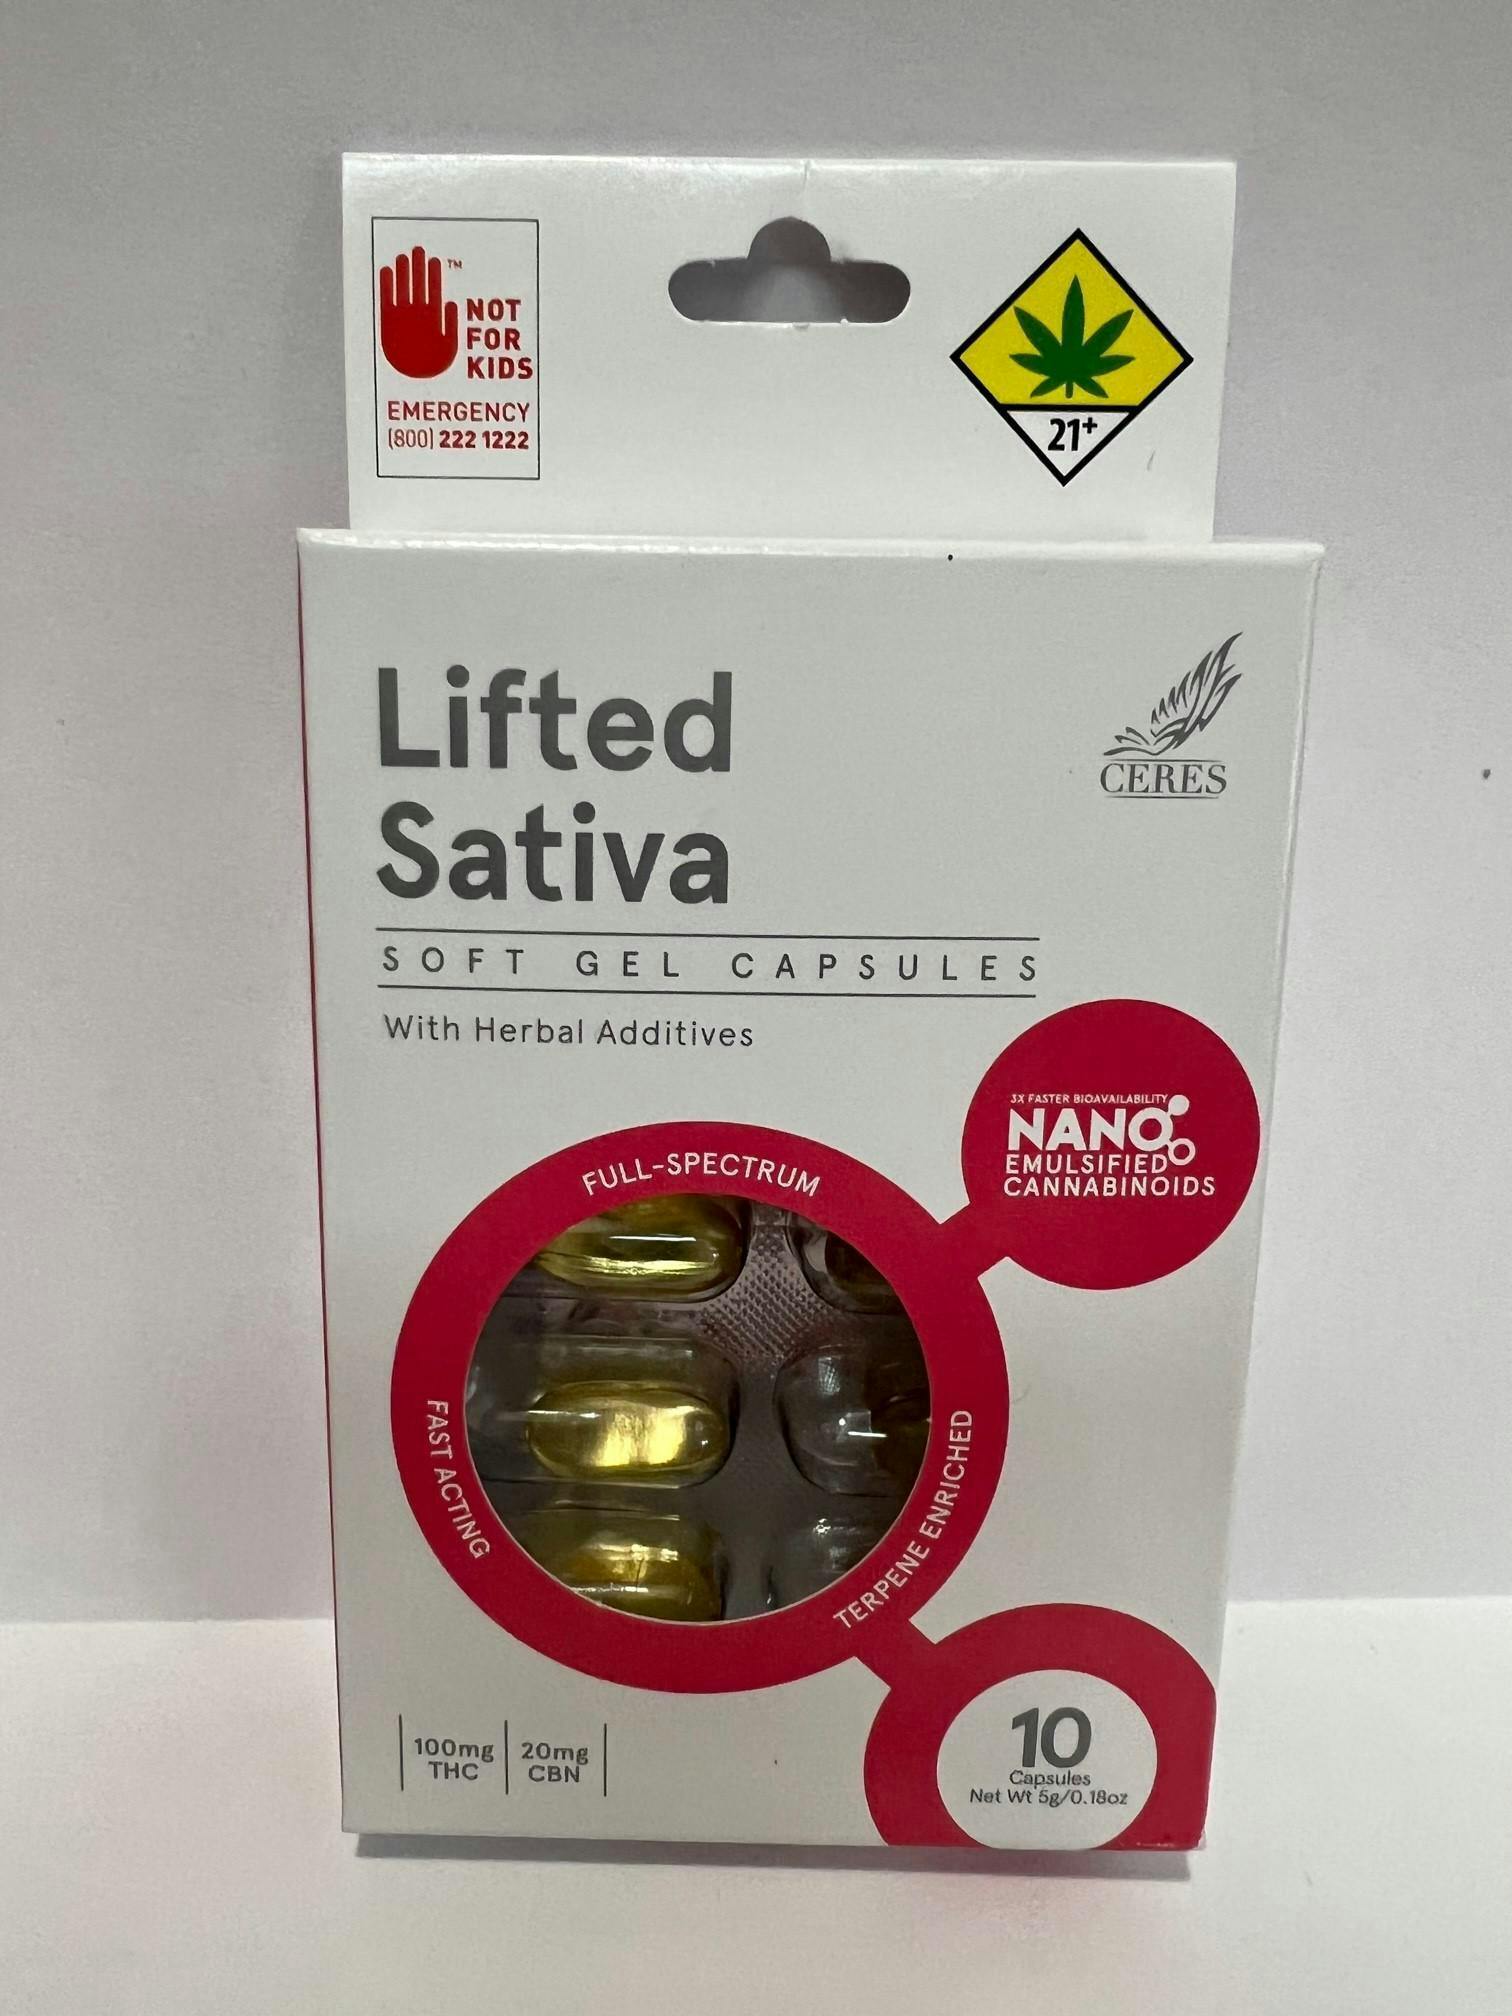 ™
NOT
FOR
KIDS
EMERGENCY
(800) 222 1222
21+
Lifted
Sativa
CERES
SOFT GEL CAPSULES
With Herbal Additives
3X FASTER BIOAVAILABILITY
NANO
EMULSIFIED
CANNABINOIDS
FULL-SPECTRUM
FAST ACTING
TERPENE ENRICHED
100mg
THC
20mg
CBN
10
Capsules
Net Wt 5g/0.18oz